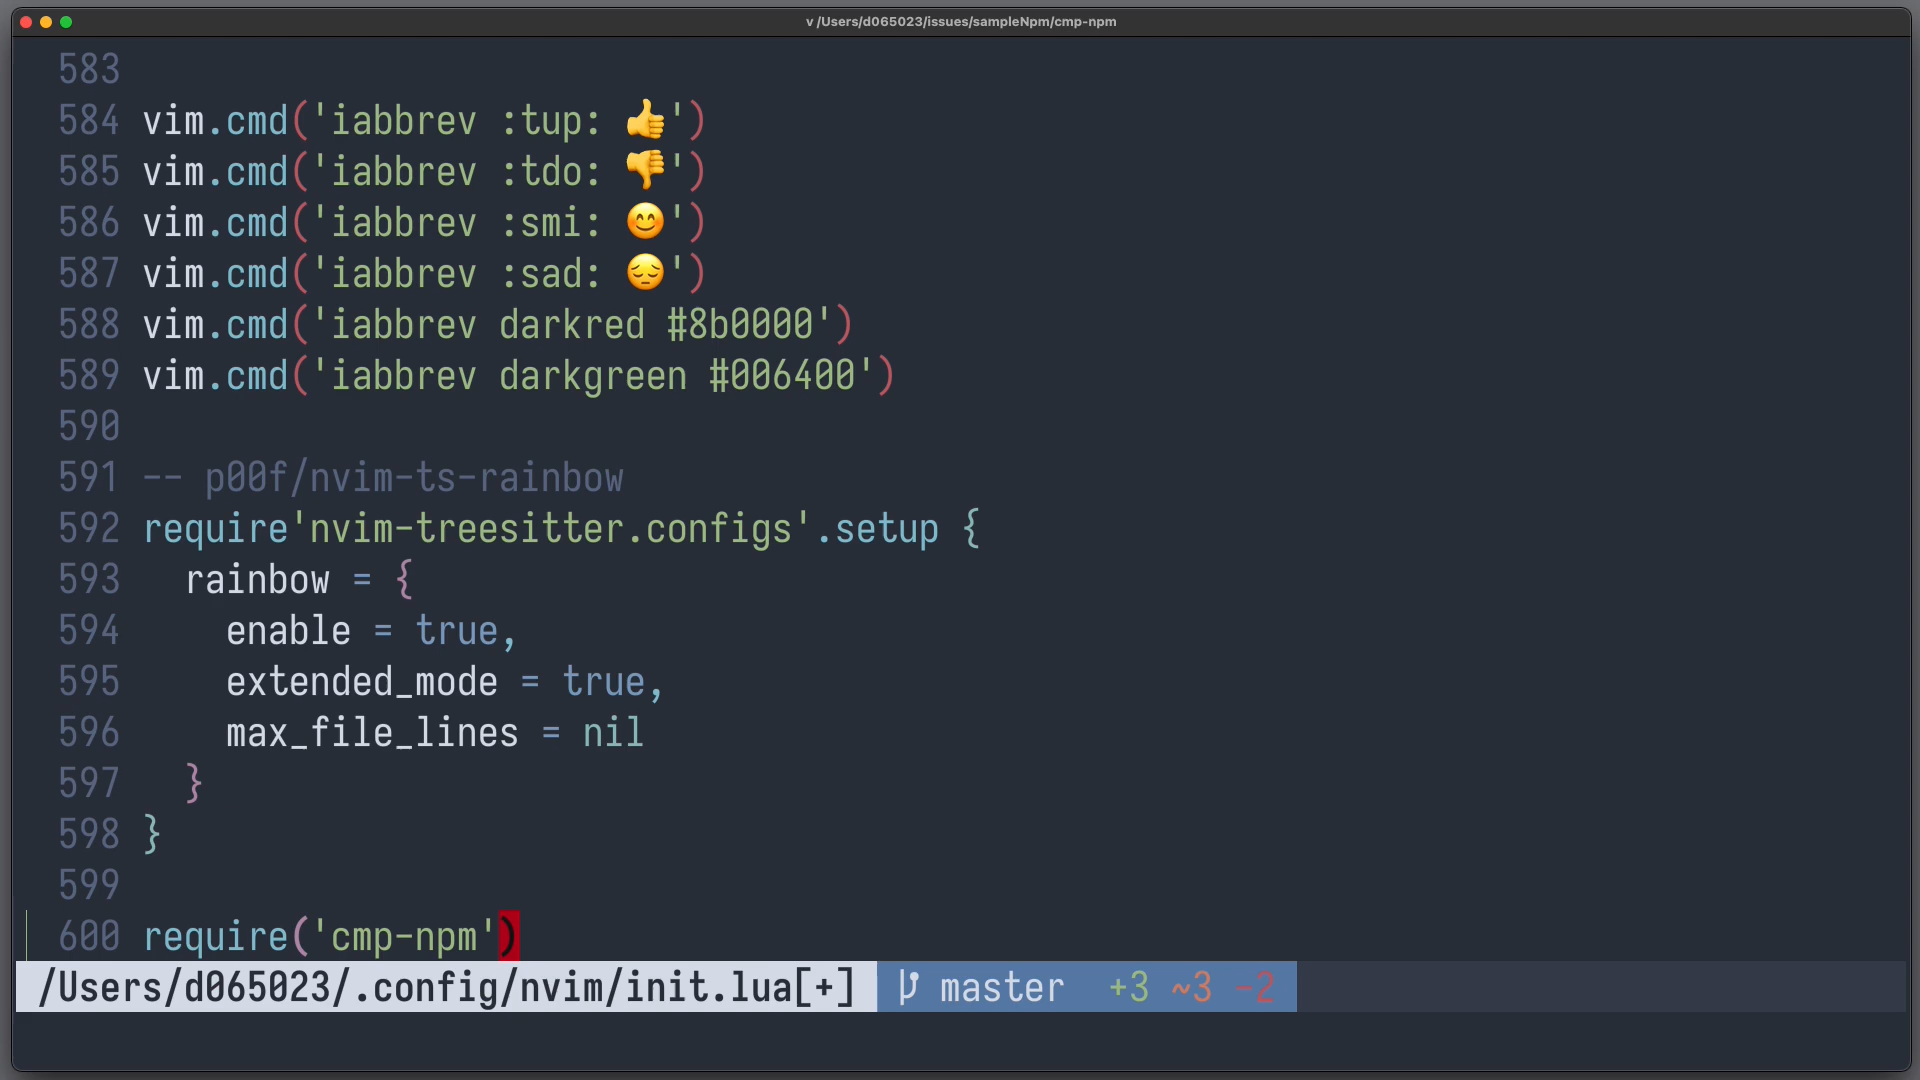 v /Users/d065023/issues/sampleNpm/cmp-npm
583
584 vim.cmd('iabbrev :tup: 👍')
585 vim.cmd('iabbrev :tdo: 👎')
586 vim.cmd('iabbrev :smi: 😊')
587 vim.cmd('iabbrev :sad: 😔')
588 vim.cmd('iabbrev darkred #8b0000')
589 vim.cmd('iabbrev darkgreen #006400')
590
591 -- p00f/nvim-ts-rainbow
592 require'nvim-treesitter.configs'.setup {
593   rainbow = {
594     enable = true,
595     extended_mode = true,
596     max_file_lines = nil
597   }
598 }
599
600 require('cmp-npm')
/Users/d065023/.config/nvim/init.lua[+] master +3 ~3 -2